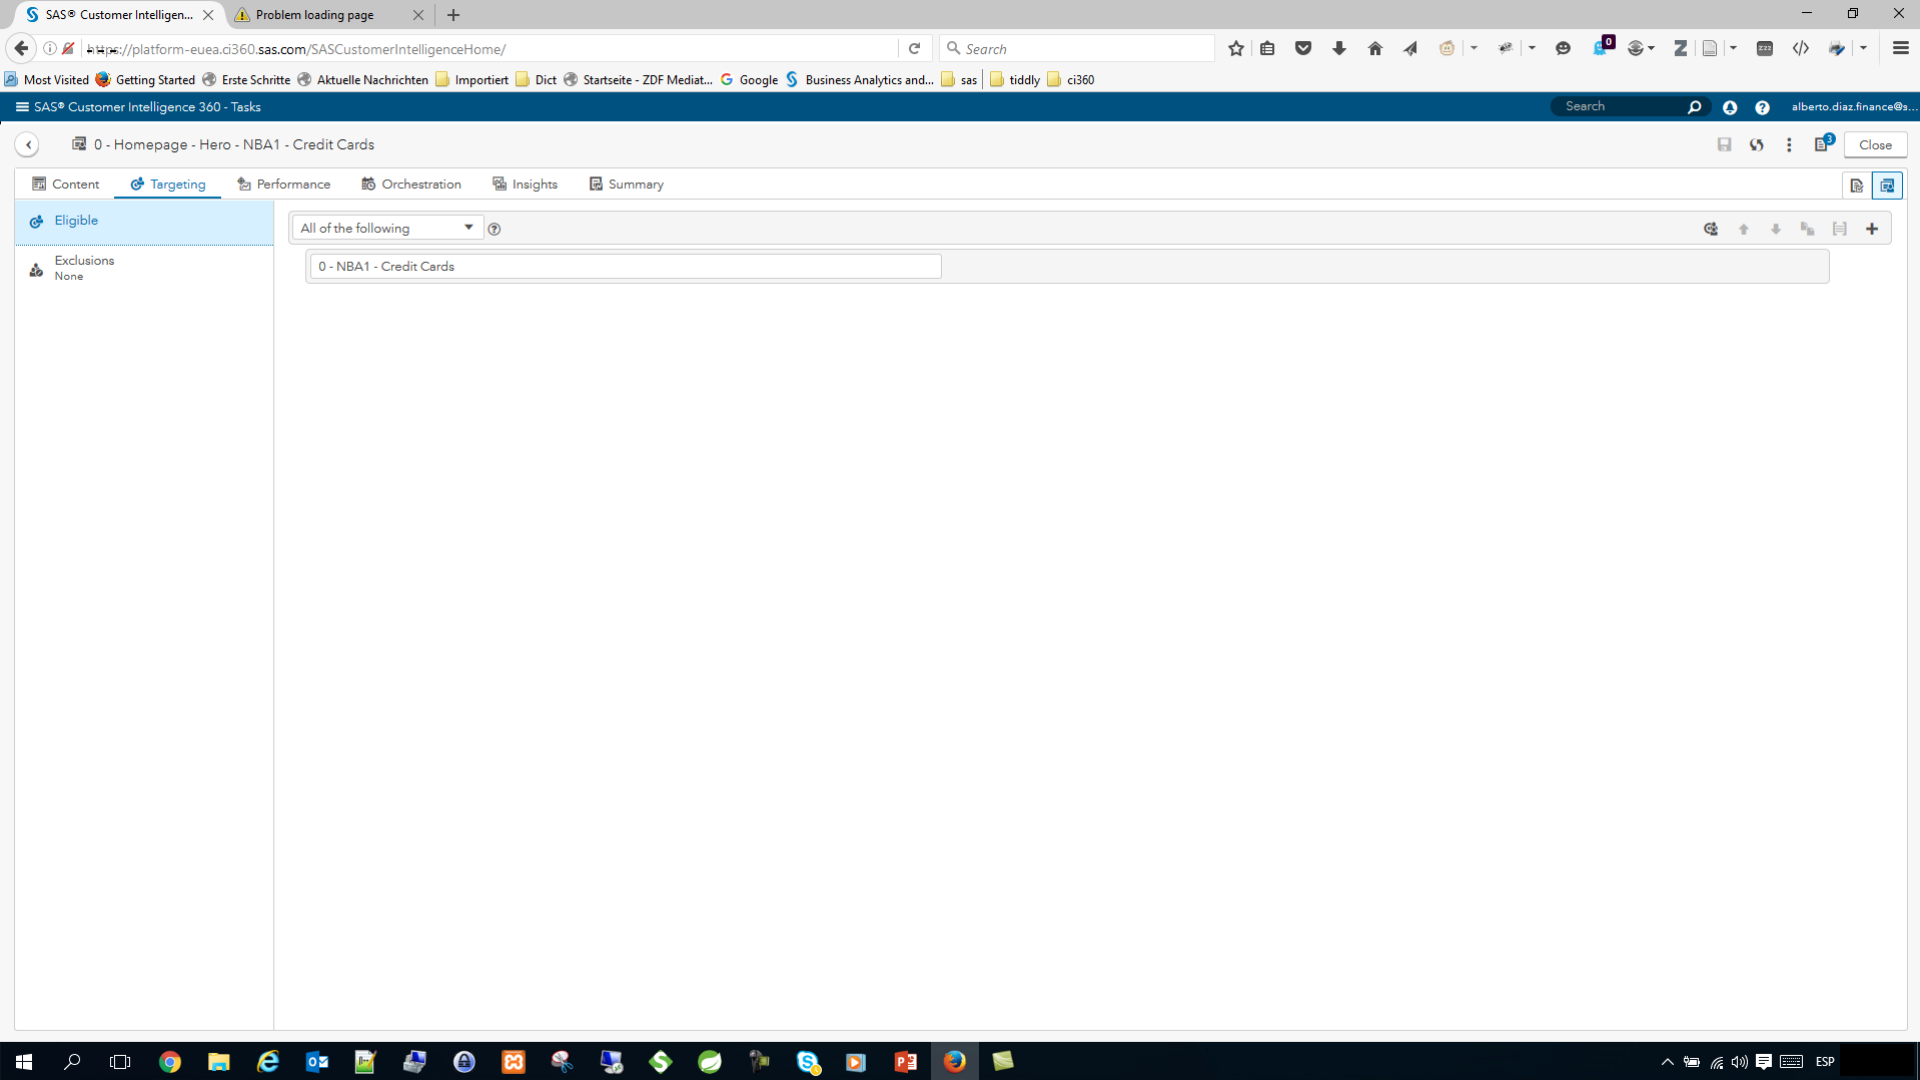 SAS® Customer Intelligen...
Problem loading page
https://platform-euea.ci360.sas.com/SASCustomerIntelligenceHome/
Search
0
Most Visited
Getting Started
Erste Schritte
Aktuelle Nachrichten
Importiert
Dict
Startseite - ZDF Mediat...
Google
Business Analytics and...
sas
tiddly
ci360
SAS® Customer Intelligence 360 - Tasks
Search
alberto.diaz.finance@s...
0 - Homepage - Hero - NBA1 - Credit Cards
3
Close
Content
Targeting
Performance
Orchestration
Insights
Summary
Eligible
Exclusions
None
All of the following
0 - NBA1 - Credit Cards
ESP